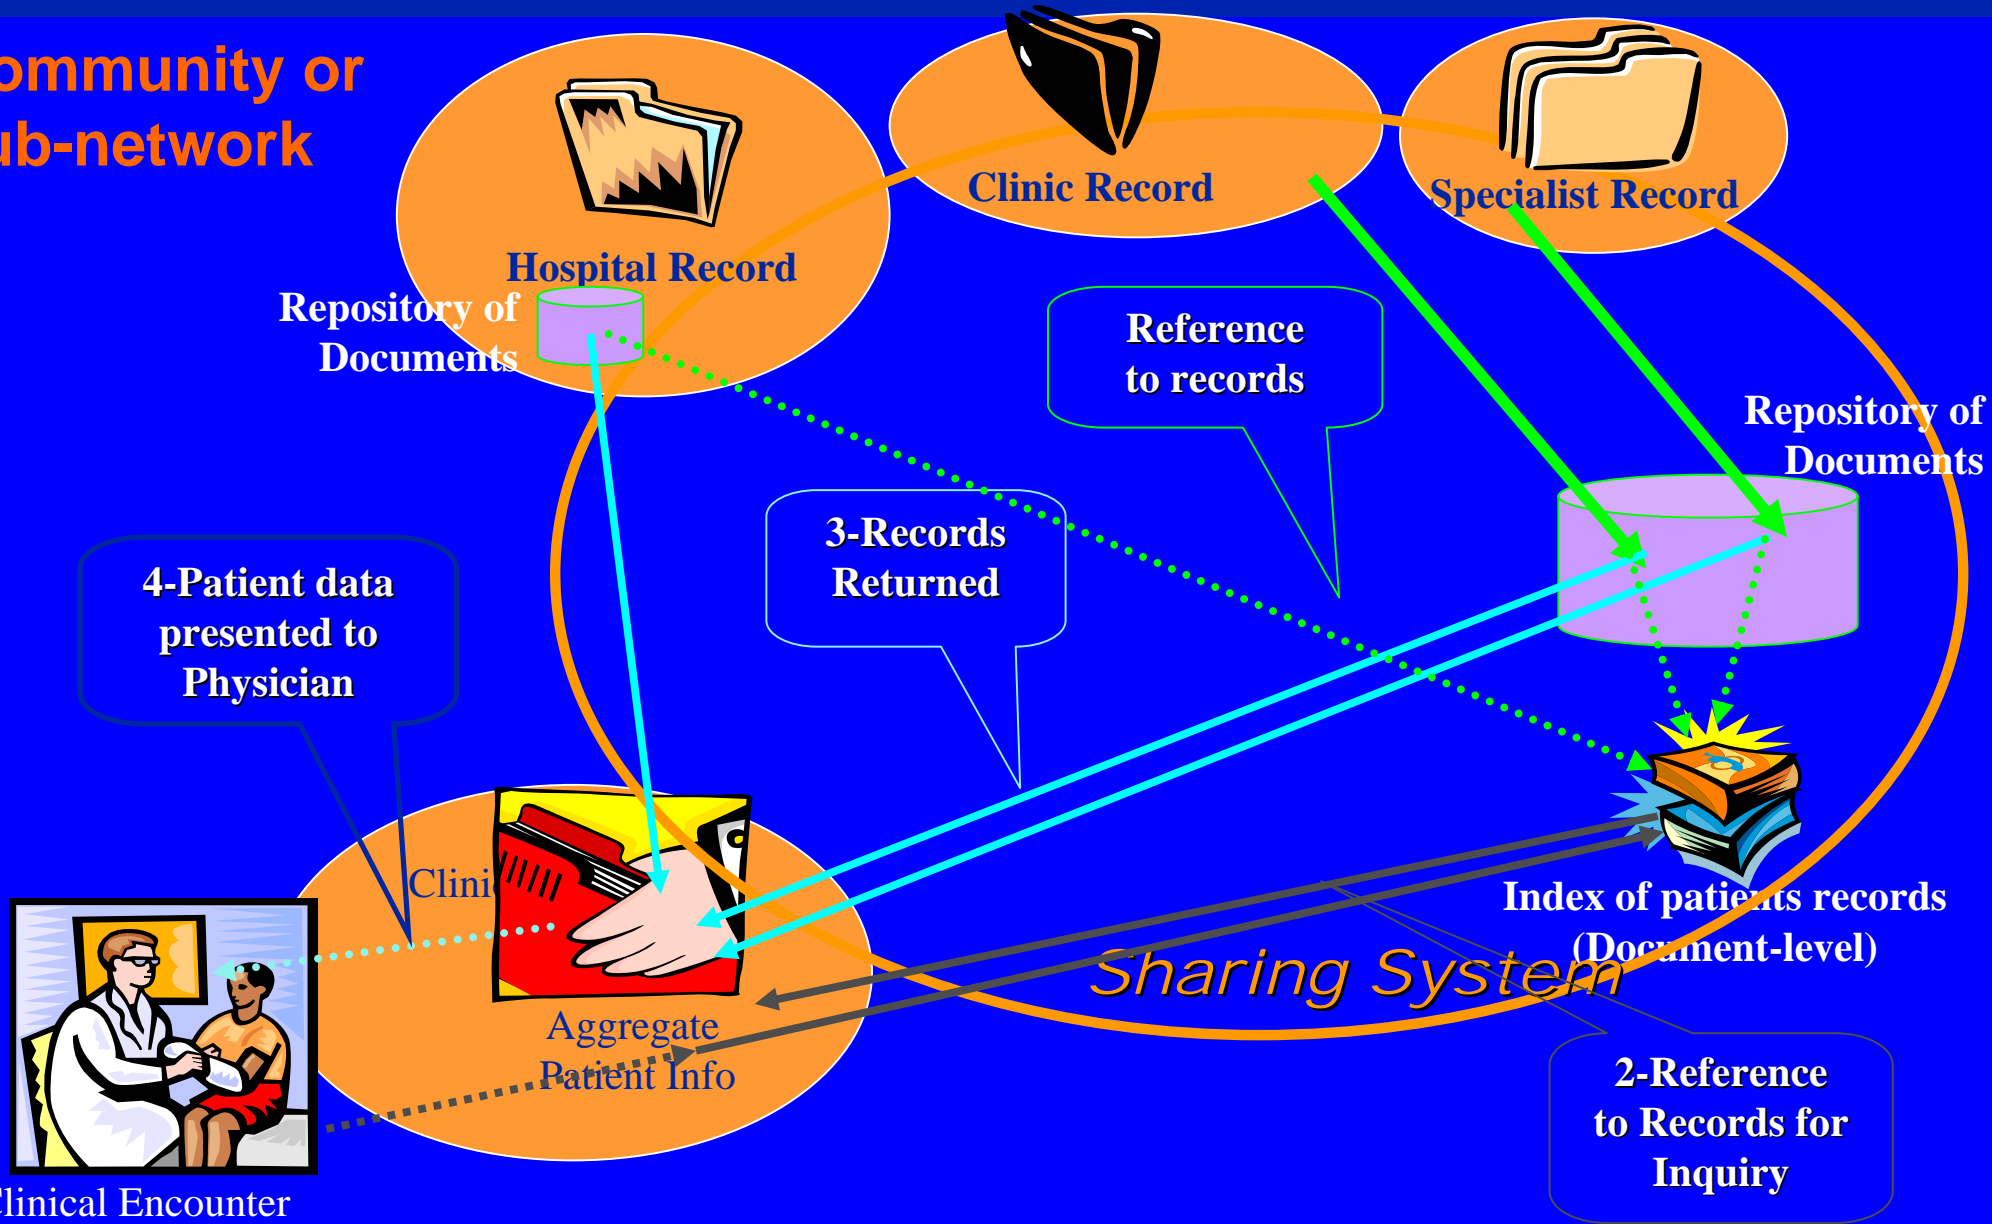 ommunity or
ub-network
Hospital Record
Clinic Record
Specialist Record
Repository of
Documents
Reference
to records
Repository of
Documents
3-Records
Returned
4-Patient data
presented to
Physician
Clinic
Index of patients records
(Document-level)
Sharing System
Aggregate
Patient Info
2-Reference
to Records for
Inquiry
Clinical Encounter